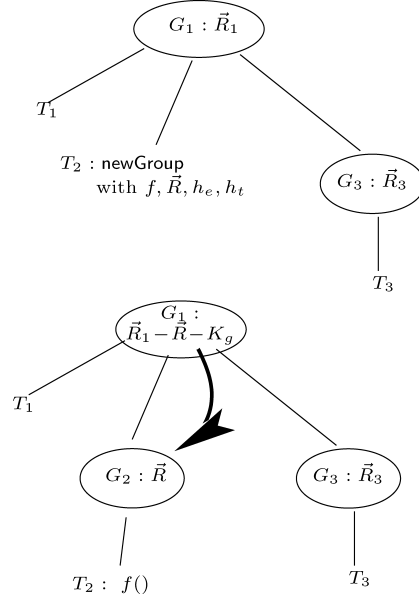 G₁ : R⃗₁
T₁
T₂ : newGroup
with f, R⃗, hₑ, hₜ
G₃ : R⃗₃
T₃
G₁ :
R⃗₁−R⃗−K_g
T₁
G₂ : R⃗
G₃ : R⃗₃
T₂ : f()
T₃